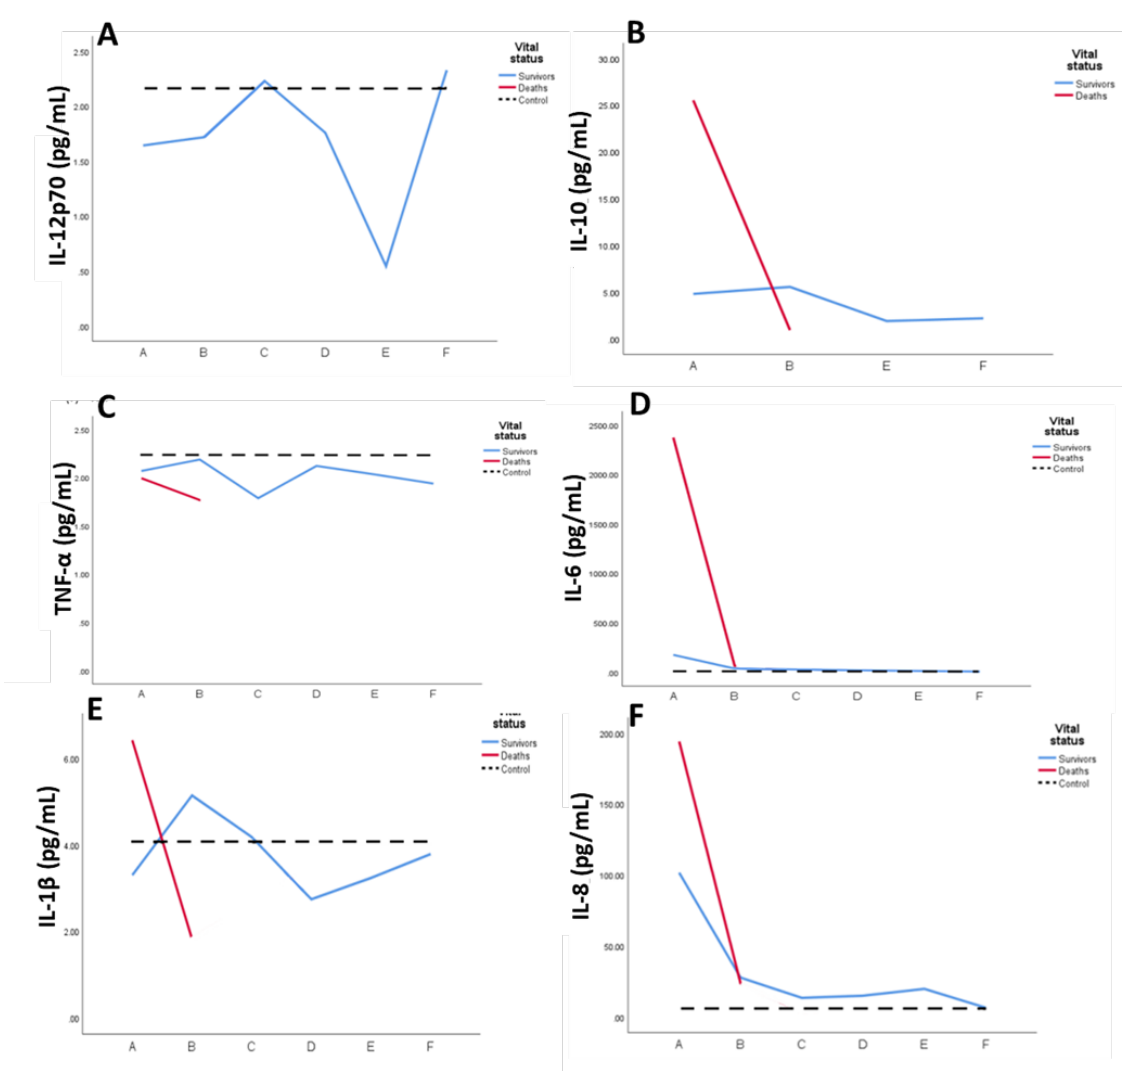 A
IL-12p70 (pg/mL)
2.50
2.00
1.50
1.00
.50
.00
A B C D E F
Vital
status
Survivors
Deaths
Control
B
IL-10 (pg/mL)
30.00
25.00
20.00
15.00
10.00
5.00
.00
A B E F
Vital
status
Survivors
Deaths
C
TNF-α (pg/mL)
2.50
2.00
1.50
1.00
.50
.00
A B C D E F
Vital
status
Survivors
Deaths
Control
D
IL-6 (pg/mL)
2500.00
2000.00
1500.00
1000.00
500.00
.00
A B C D E F
Vital
status
Survivors
Deaths
Control
E
IL-1β (pg/mL)
6.00
4.00
2.00
.00
A B C D E F
status
Survivors
Deaths
Control
F
IL-8 (pg/mL)
200.00
150.00
100.00
50.00
.00
A B C D E F
Vital
status
Survivors
Deaths
Control